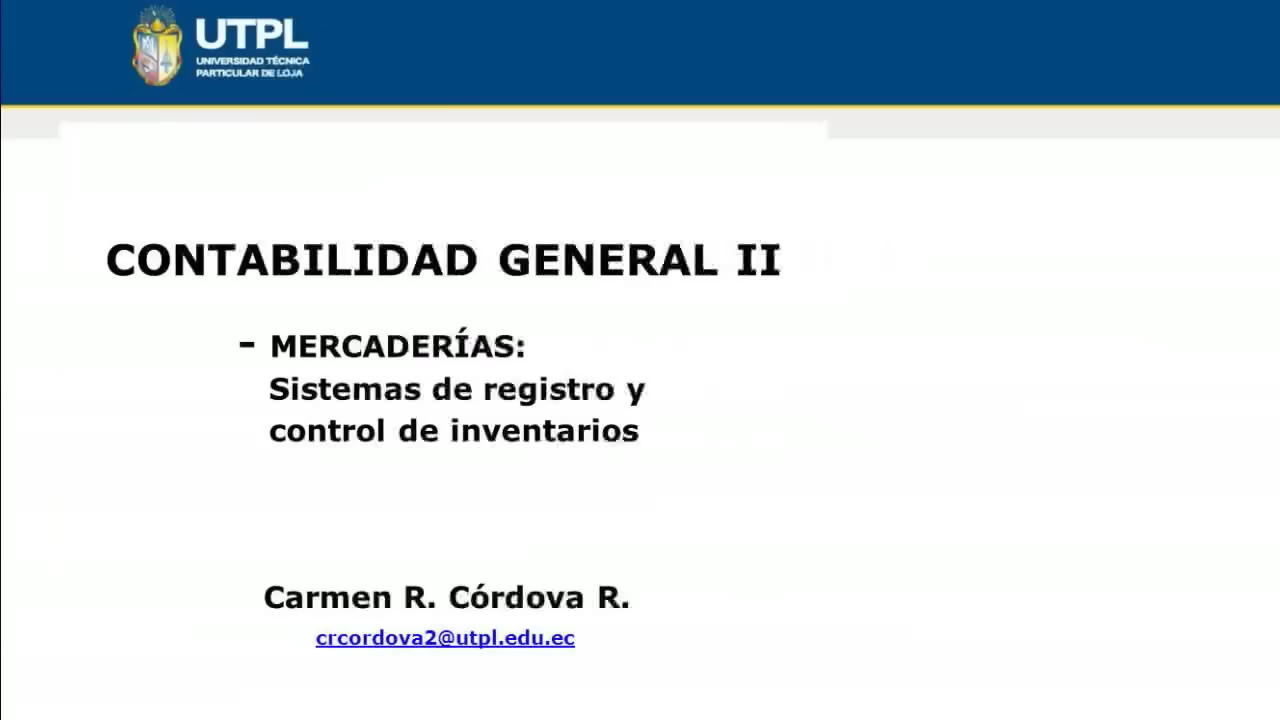 UTPL
UNIVERSIDAD TÉCNICA
PARTICULAR DE LOJA
CONTABILIDAD GENERAL II
- MERCADERÍAS:
Sistemas de registro y
control de inventarios
Carmen R. Córdova R.
crcordova2@utpl.edu.ec